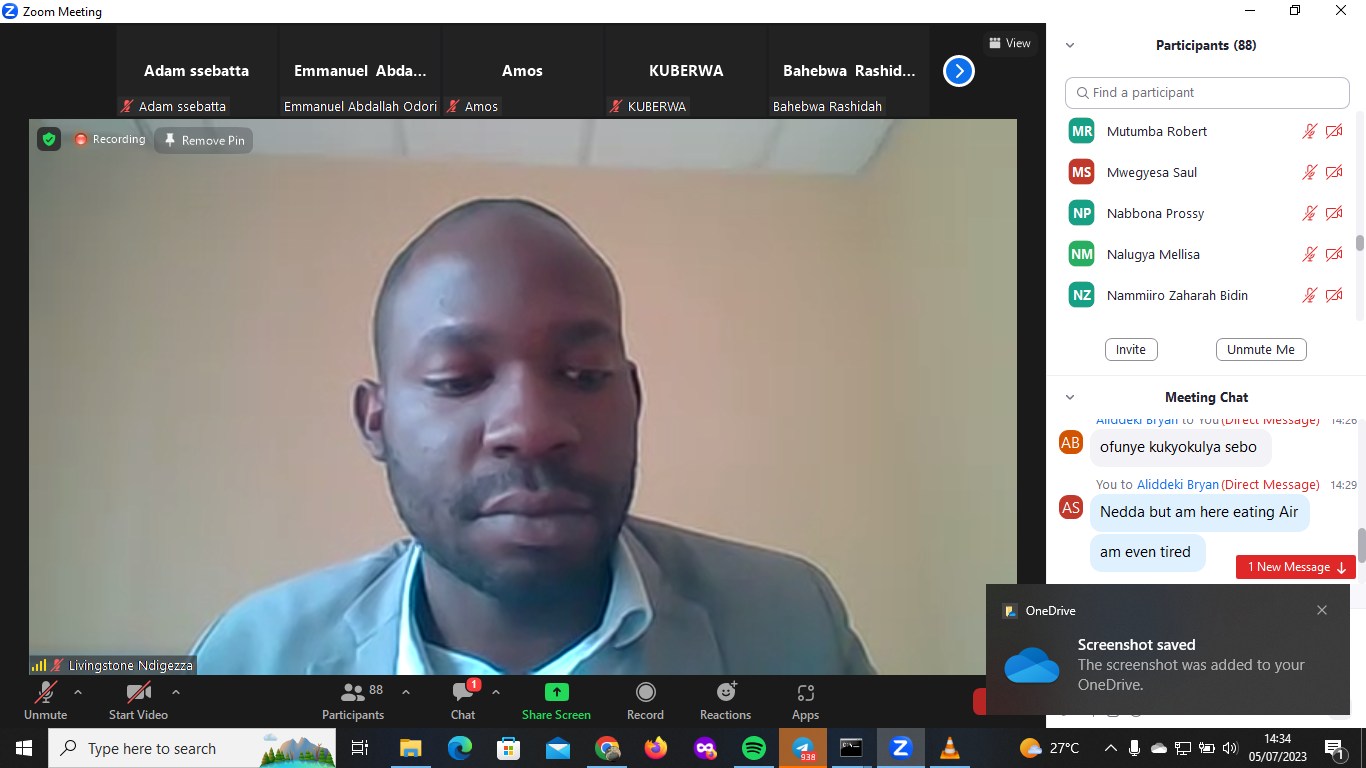 Zoom Meeting
Adam ssebatta
Emmanuel Abda...
Amos
KUBERWA
Bahebwa Rashid...
View
Adam ssebatta
Emmanuel Abdallah Odori
Amos
KUBERWA
Bahebwa Rashidah
Recording
Remove Pin
Livingstone Ndigezza
Participants (88)
Find a participant
MR Mutumba Robert
MS Mwegyesa Saul
NP Nabbona Prossy
NM Nalugya Mellisa
NZ Nammiiro Zaharah Bidin
Invite
Unmute Me
Meeting Chat
Aliddeki Bryan to You (Direct Message) 14:26
AB ofunye kukyokulya sebo
You to Aliddeki Bryan (Direct Message) 14:29
AS Nedda but am here eating Air
am even tired
1 New Message
OneDrive
Screenshot saved
The screenshot was added to your
OneDrive.
Unmute
Start Video
88
Participants
1
Chat
Share Screen
Record
Reactions
Apps
Type here to search
938
27°C
14:34
05/07/2023
1